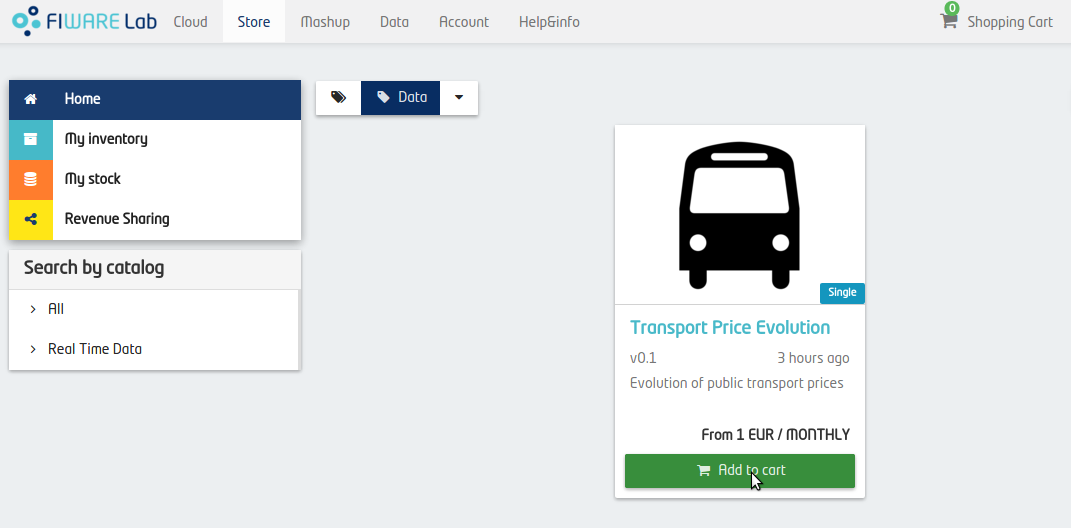 FIWARE Lab Cloud Store Mashup Data Account Help&info 0 Shopping Cart
Home
My inventory
My stock
Revenue Sharing
Search by catalog
All
Real Time Data
Data
Single
Transport Price Evolution
v0.1 3 hours ago
Evolution of public transport prices
From 1 EUR / MONTHLY
Add to cart